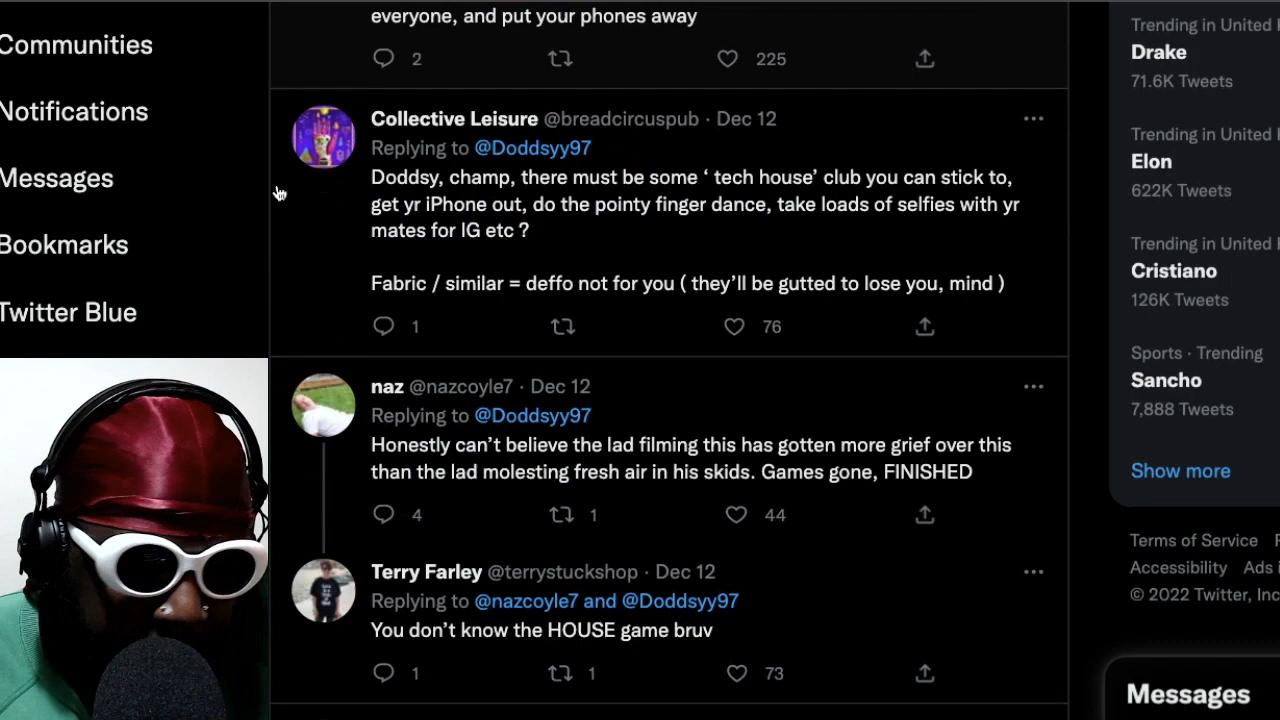 Communities
Notifications
Messages
Bookmarks
Twitter Blue
everyone, and put your phones away
2
225
Collective Leisure @breadcircuspub · Dec 12
Replying to @Doddsyy97
Doddsy, champ, there must be some ‘ tech house’ club you can stick to,
get yr iPhone out, do the pointy finger dance, take loads of selfies with yr
mates for IG etc ?
Fabric / similar = deffo not for you ( they’ll be gutted to lose you, mind )
1
76
naz @nazcoyle7 · Dec 12
Replying to @Doddsyy97
Honestly can’t believe the lad filming this has gotten more grief over this
than the lad molesting fresh air in his skids. Games gone, FINISHED
4
1
44
Terry Farley @terrystuckshop · Dec 12
Replying to @nazcoyle7 and @Doddsyy97
You don’t know the HOUSE game bruv
1
1
73
Trending in United
Drake
71.6K Tweets
Trending in United
Elon
622K Tweets
Trending in United
Cristiano
126K Tweets
Sports · Trending
Sancho
7,888 Tweets
Show more
Terms of Service
Accessibility Ads
© 2022 Twitter, Inc
Messages